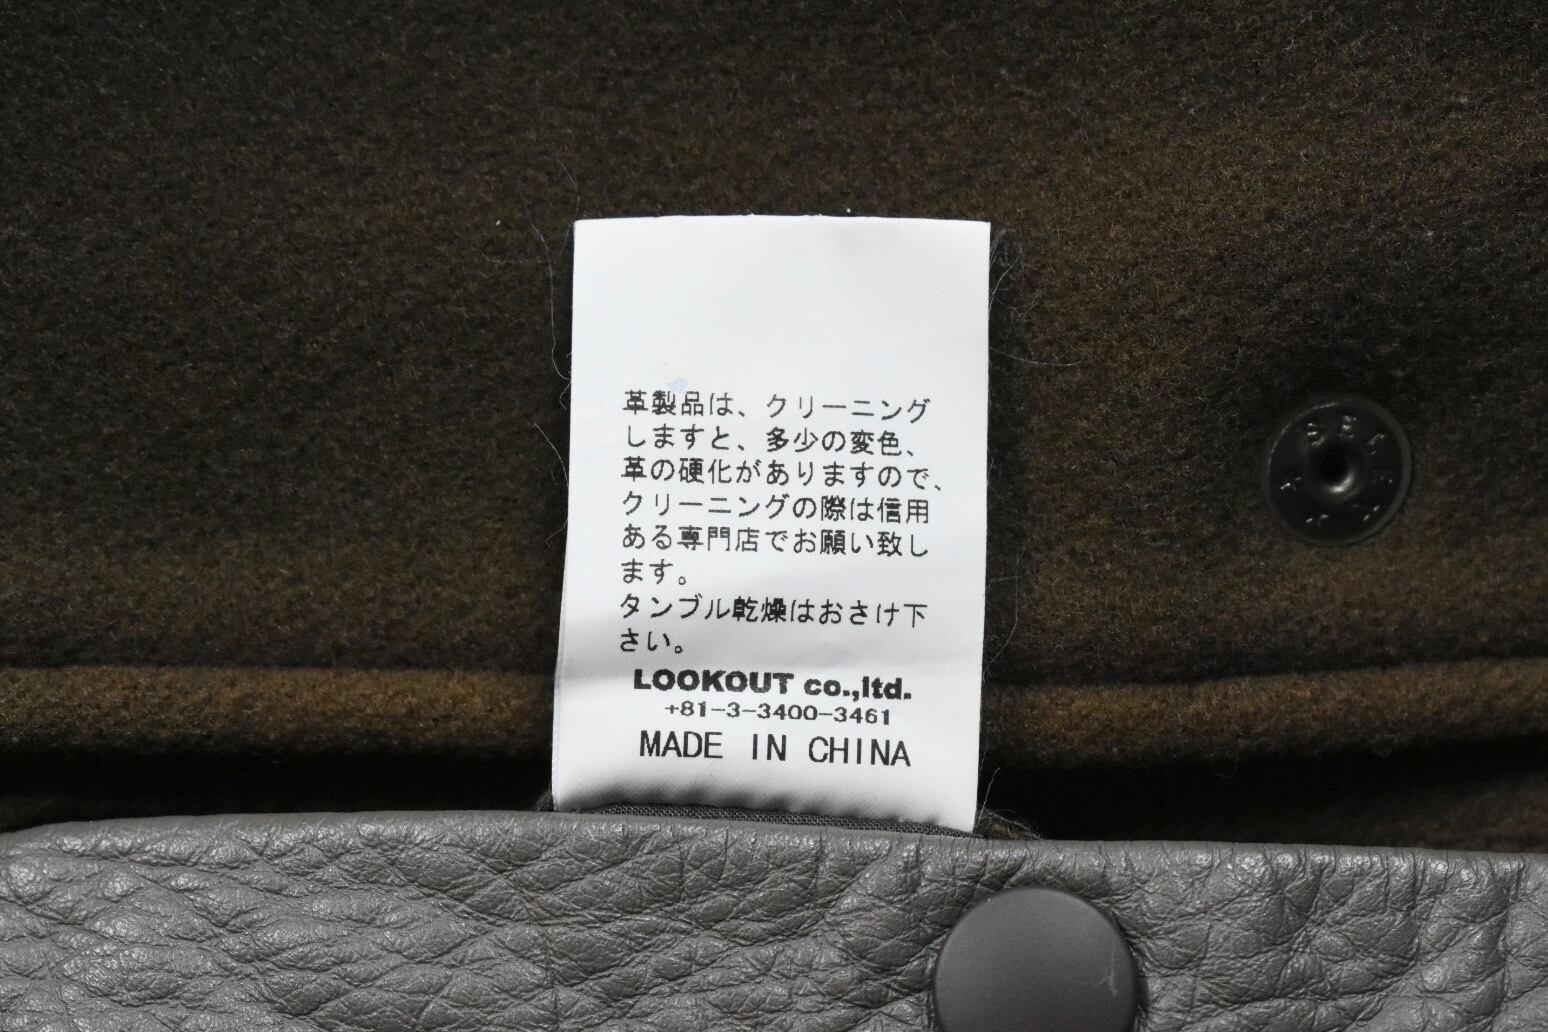 革製品は、クリーニング
しますと、多少の変色、
革の硬化がありますので、
クリーニングの際は信用
ある専門店でお願い致し
ます。
タンブル乾燥はおさけ下
さい。
LOOKOUT co.,ltd.
+81-3-3400-3461
MADE IN CHINA